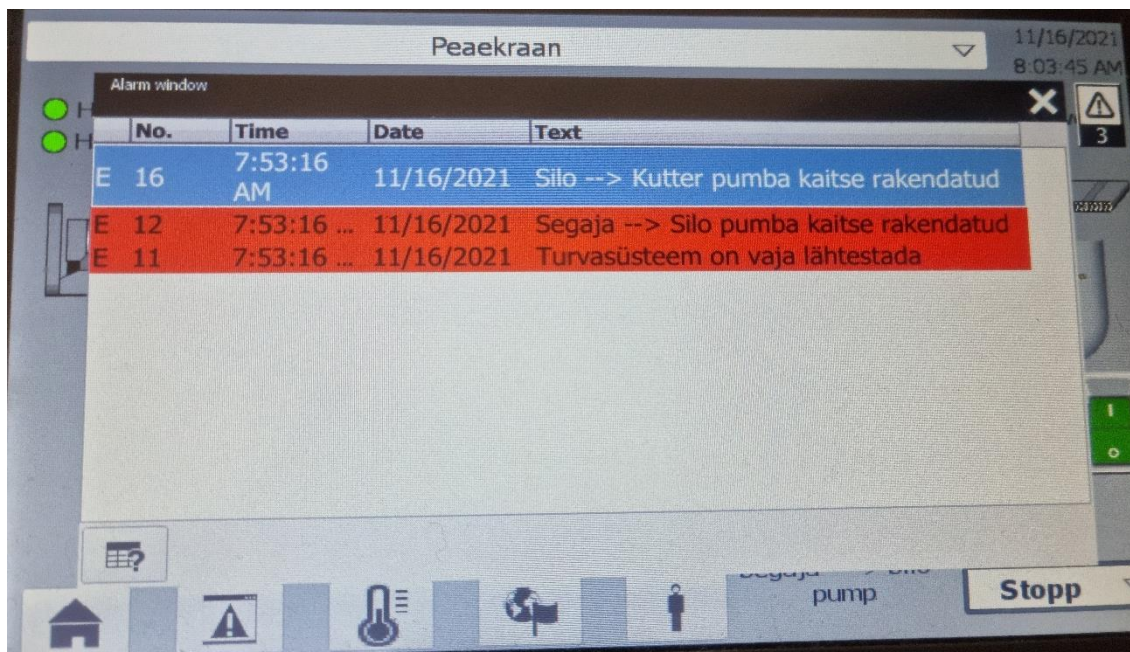 Peaekraan
11/16/2021
8:03:45 AM
Alarm window
H
H
3
No. Time Date Text
E 16 7:53:16 AM 11/16/2021 Silo --> Kutter pumba kaitse rakendatud
E 12 7:53:16 ... 11/16/2021 Segaja --> Silo pumba kaitse rakendatud
E 11 7:53:16 ... 11/16/2021 Turvasüsteem on vaja lähtestada
I
O
pump
Stopp